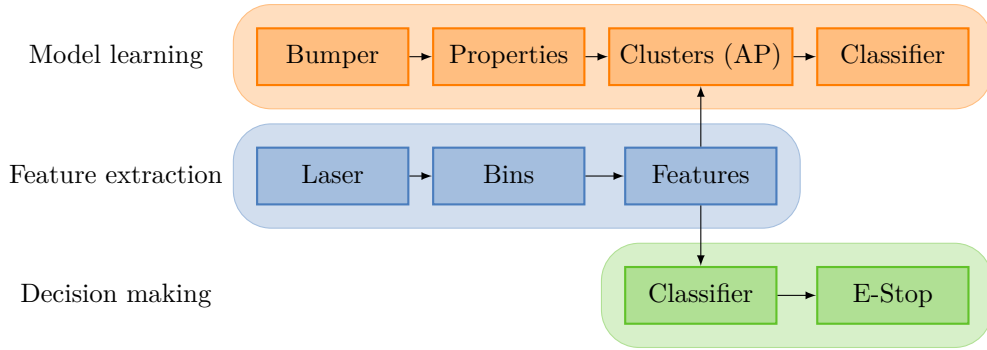 Model learning
Bumper
Properties
Clusters (AP)
Classifier
Feature extraction
Laser
Bins
Features
Decision making
Classifier
E-Stop